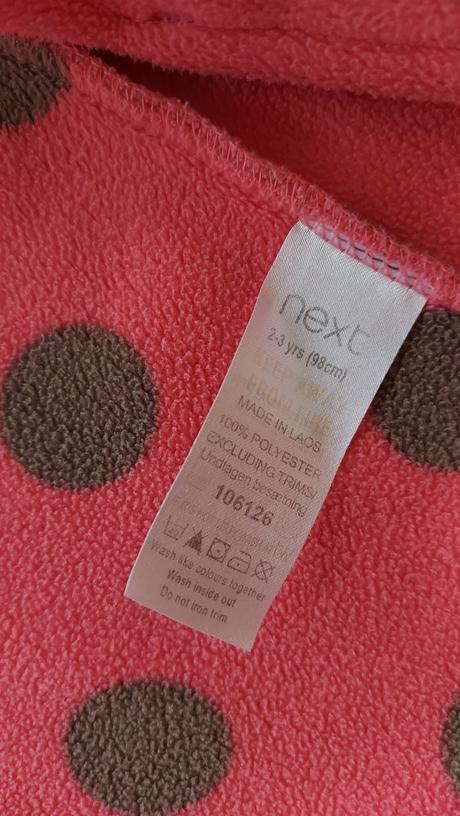 next
2-3 yrs (98cm)
KEEP AWAY
FROM FIRE
MADE IN LAOS
100% POLYESTER
EXCLUDING TRIMS/
Undtagen besætning
106126
Wash like colours together
Wash inside out
Do not iron trim